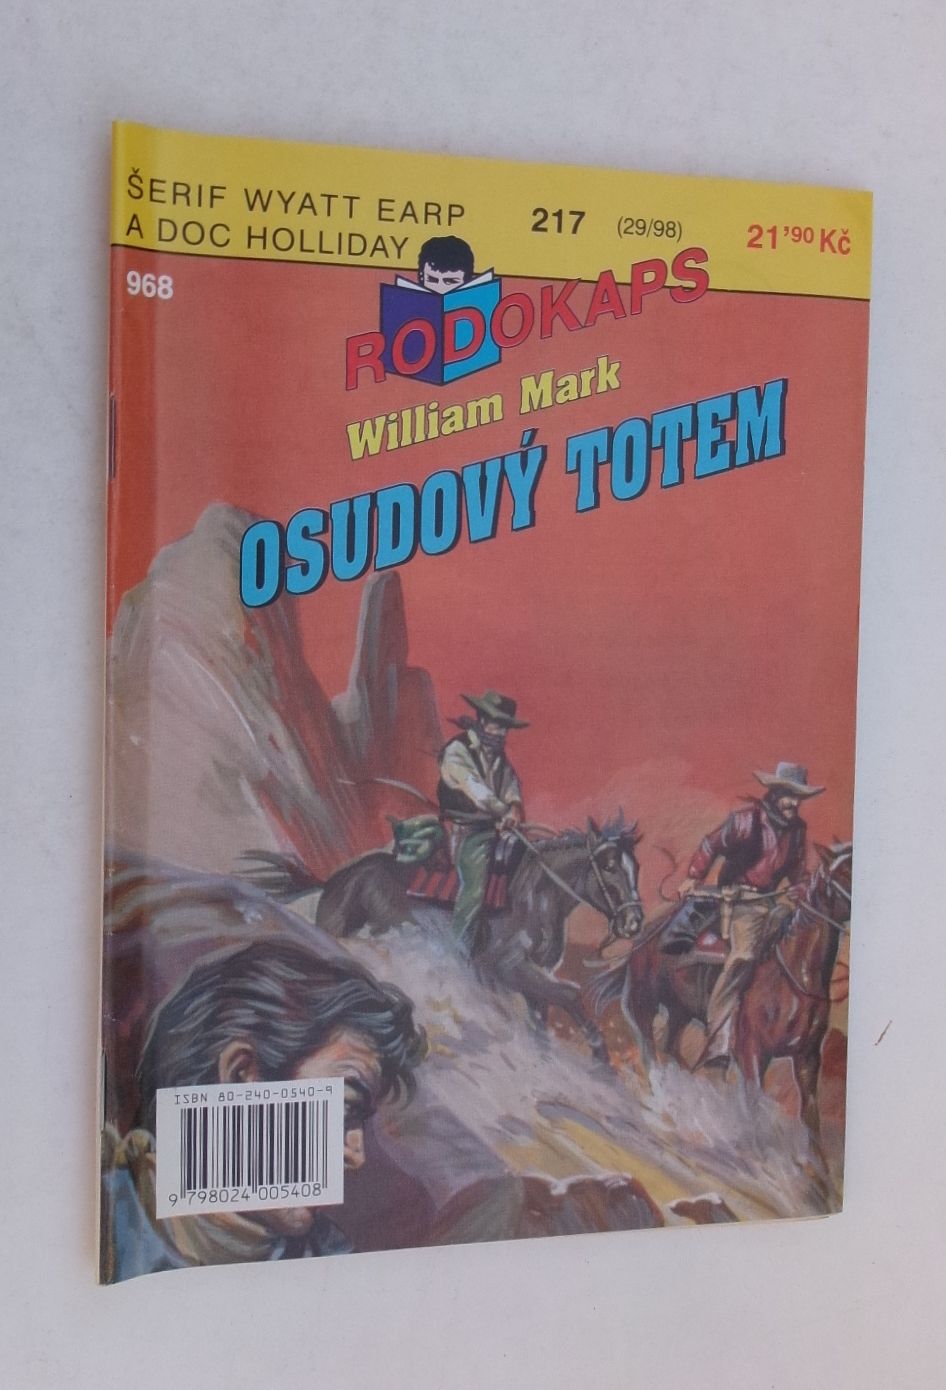 ŠERIF WYATT EARP
A DOC HOLLIDAY
217 (29/98)
21'90 Kč
968
RODOKAPS
William Mark
OSUDOVÝ TOTEM
ISBN 80-240-0540-9
9 798024 005408